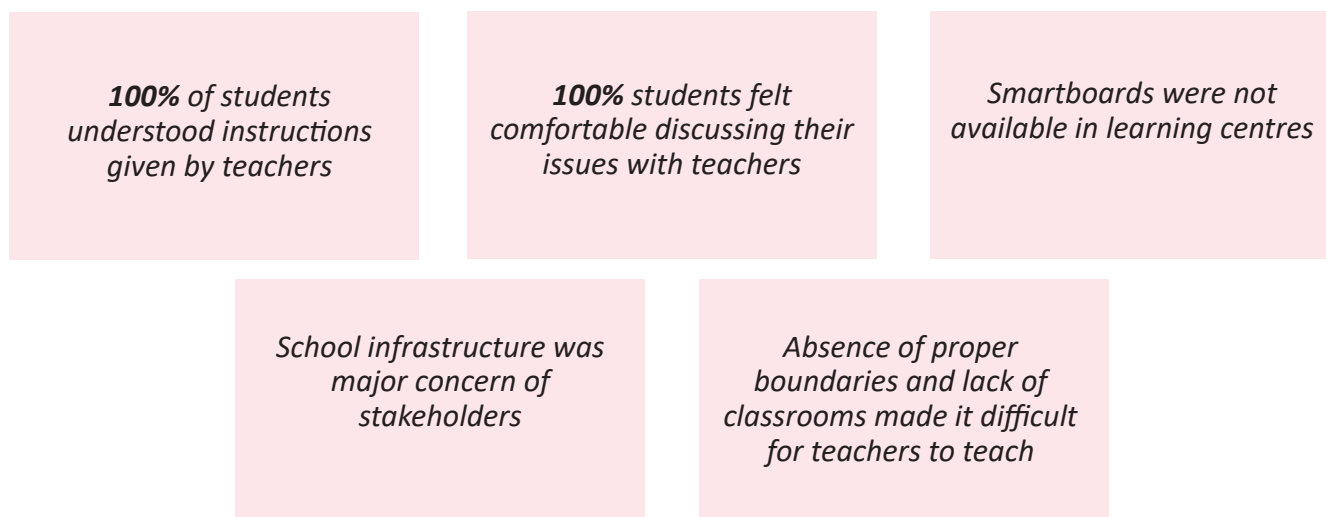 100% of students
understood instructions
given by teachers
100% students felt
comfortable discussing their
issues with teachers
Smartboards were not
available in learning centres
School infrastructure was
major concern of
stakeholders
Absence of proper
boundaries and lack of
classrooms made it difficult
for teachers to teach